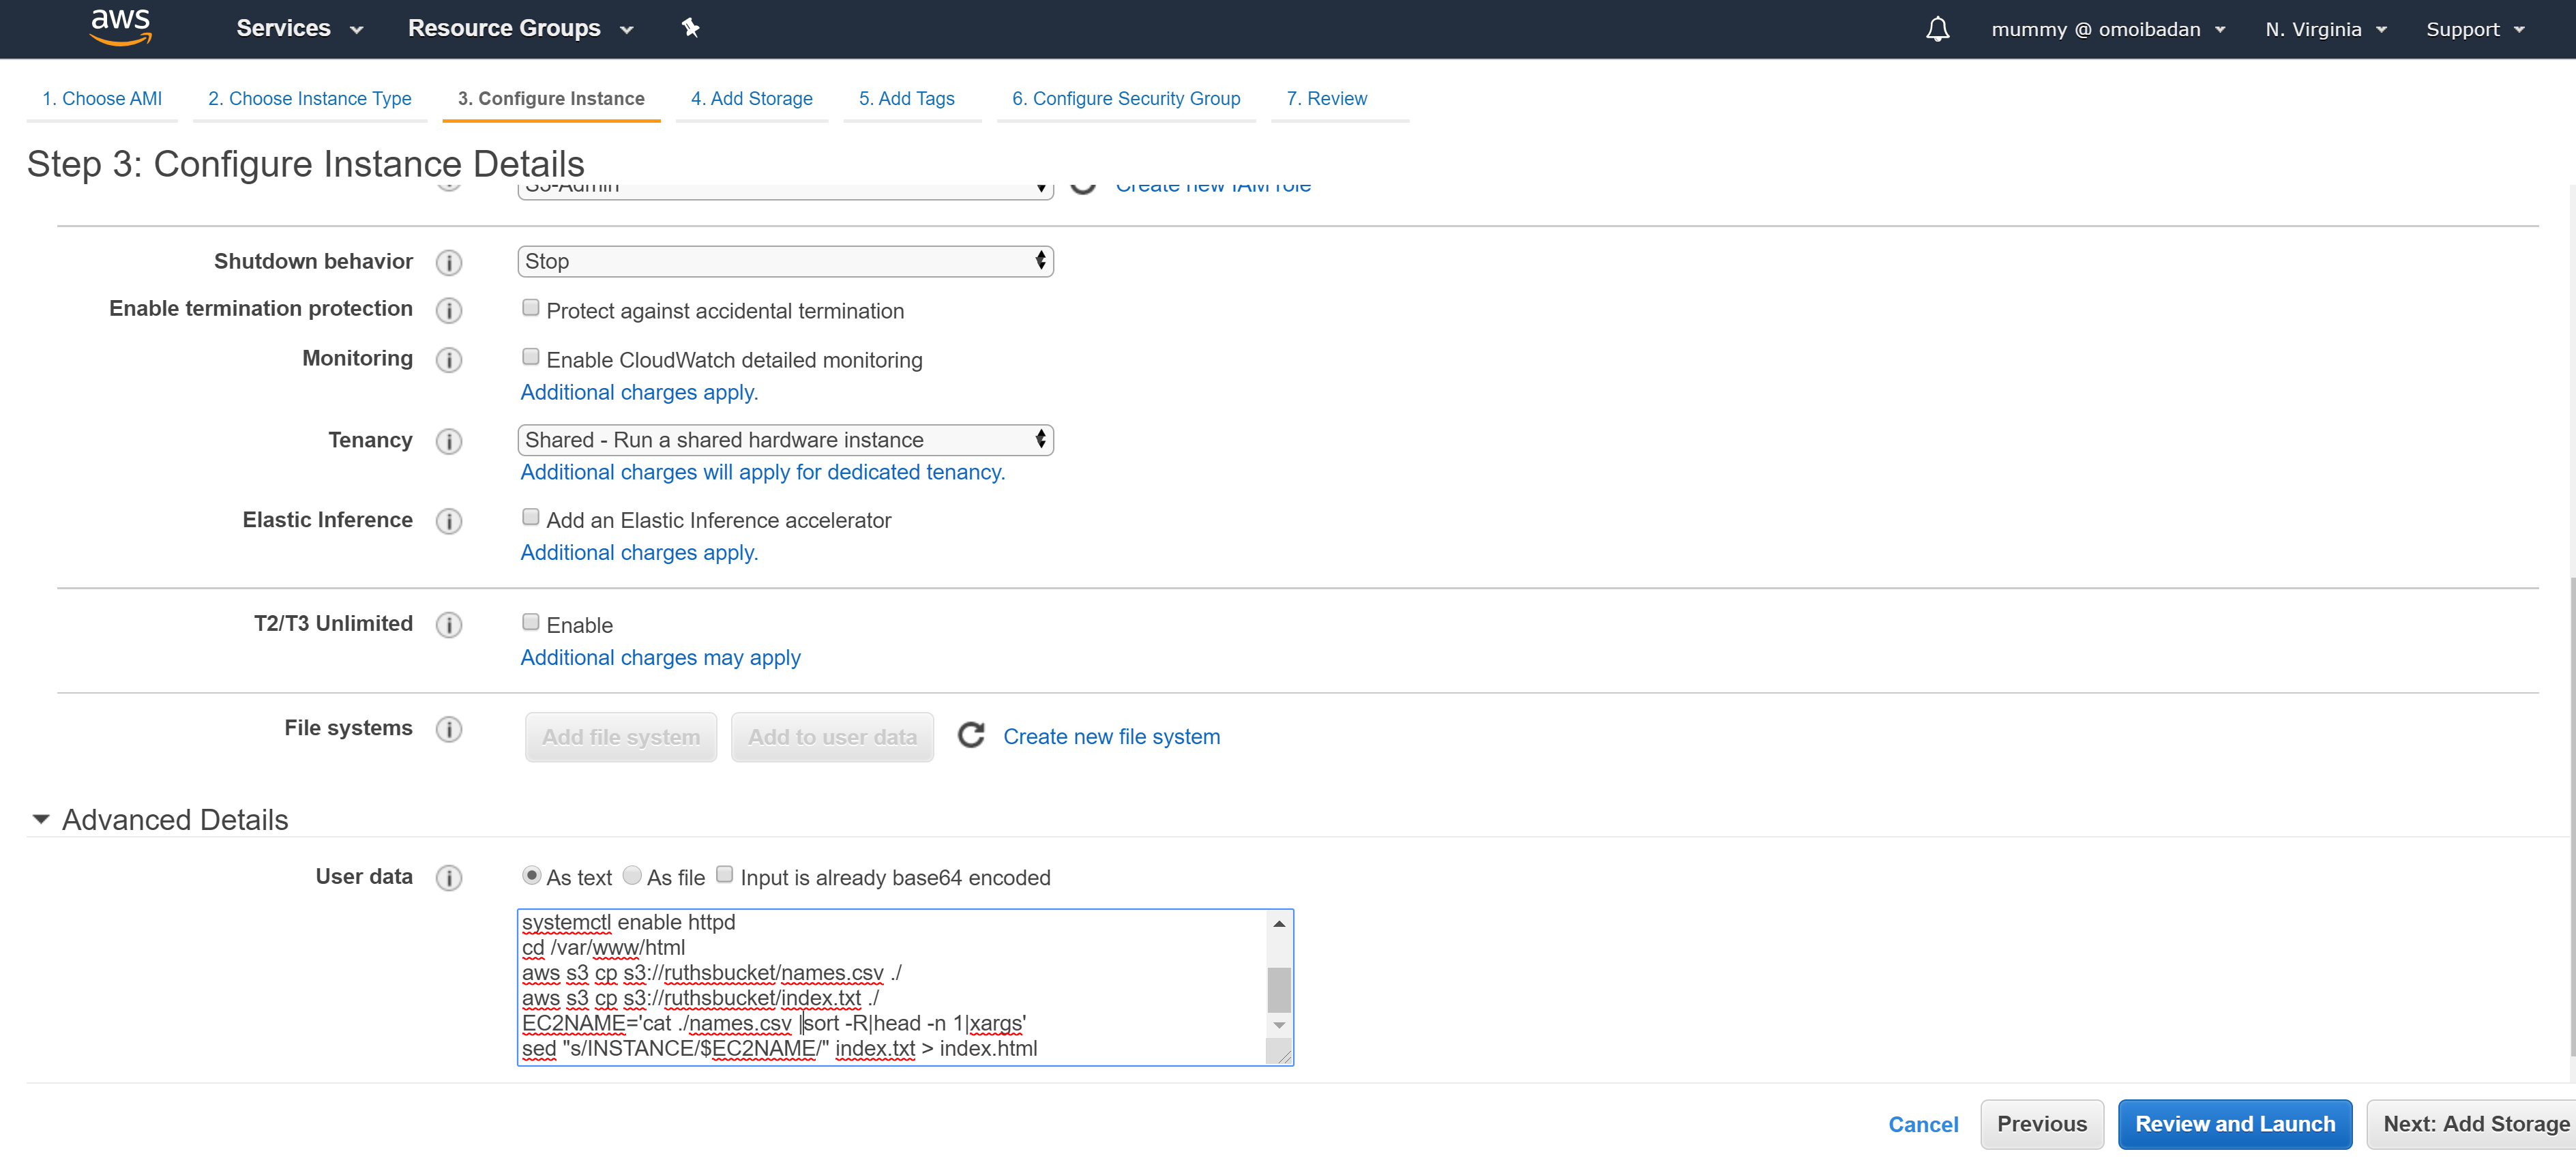 aws Services Resource Groups mummy @ omoibadan N. Virginia Support
1. Choose AMI 2. Choose Instance Type 3. Configure Instance 4. Add Storage 5. Add Tags 6. Configure Security Group 7. Review
Step 3: Configure Instance Details
S3-Admin Create new IAM role
Shutdown behavior Stop
Enable termination protection Protect against accidental termination
Monitoring Enable CloudWatch detailed monitoring
Additional charges apply.
Tenancy Shared - Run a shared hardware instance
Additional charges will apply for dedicated tenancy.
Elastic Inference Add an Elastic Inference accelerator
Additional charges apply.
T2/T3 Unlimited Enable
Additional charges may apply
File systems Add file system Add to user data Create new file system
Advanced Details
User data As text As file Input is already base64 encoded
systemctl enable httpd
cd /var/www/html
aws s3 cp s3://ruthsbucket/names.csv ./
aws s3 cp s3://ruthsbucket/index.txt ./
EC2NAME='cat ./names.csv |sort -R|head -n 1|xargs'
sed "s/INSTANCE/$EC2NAME/" index.txt > index.html
Cancel Previous Review and Launch Next: Add Storage